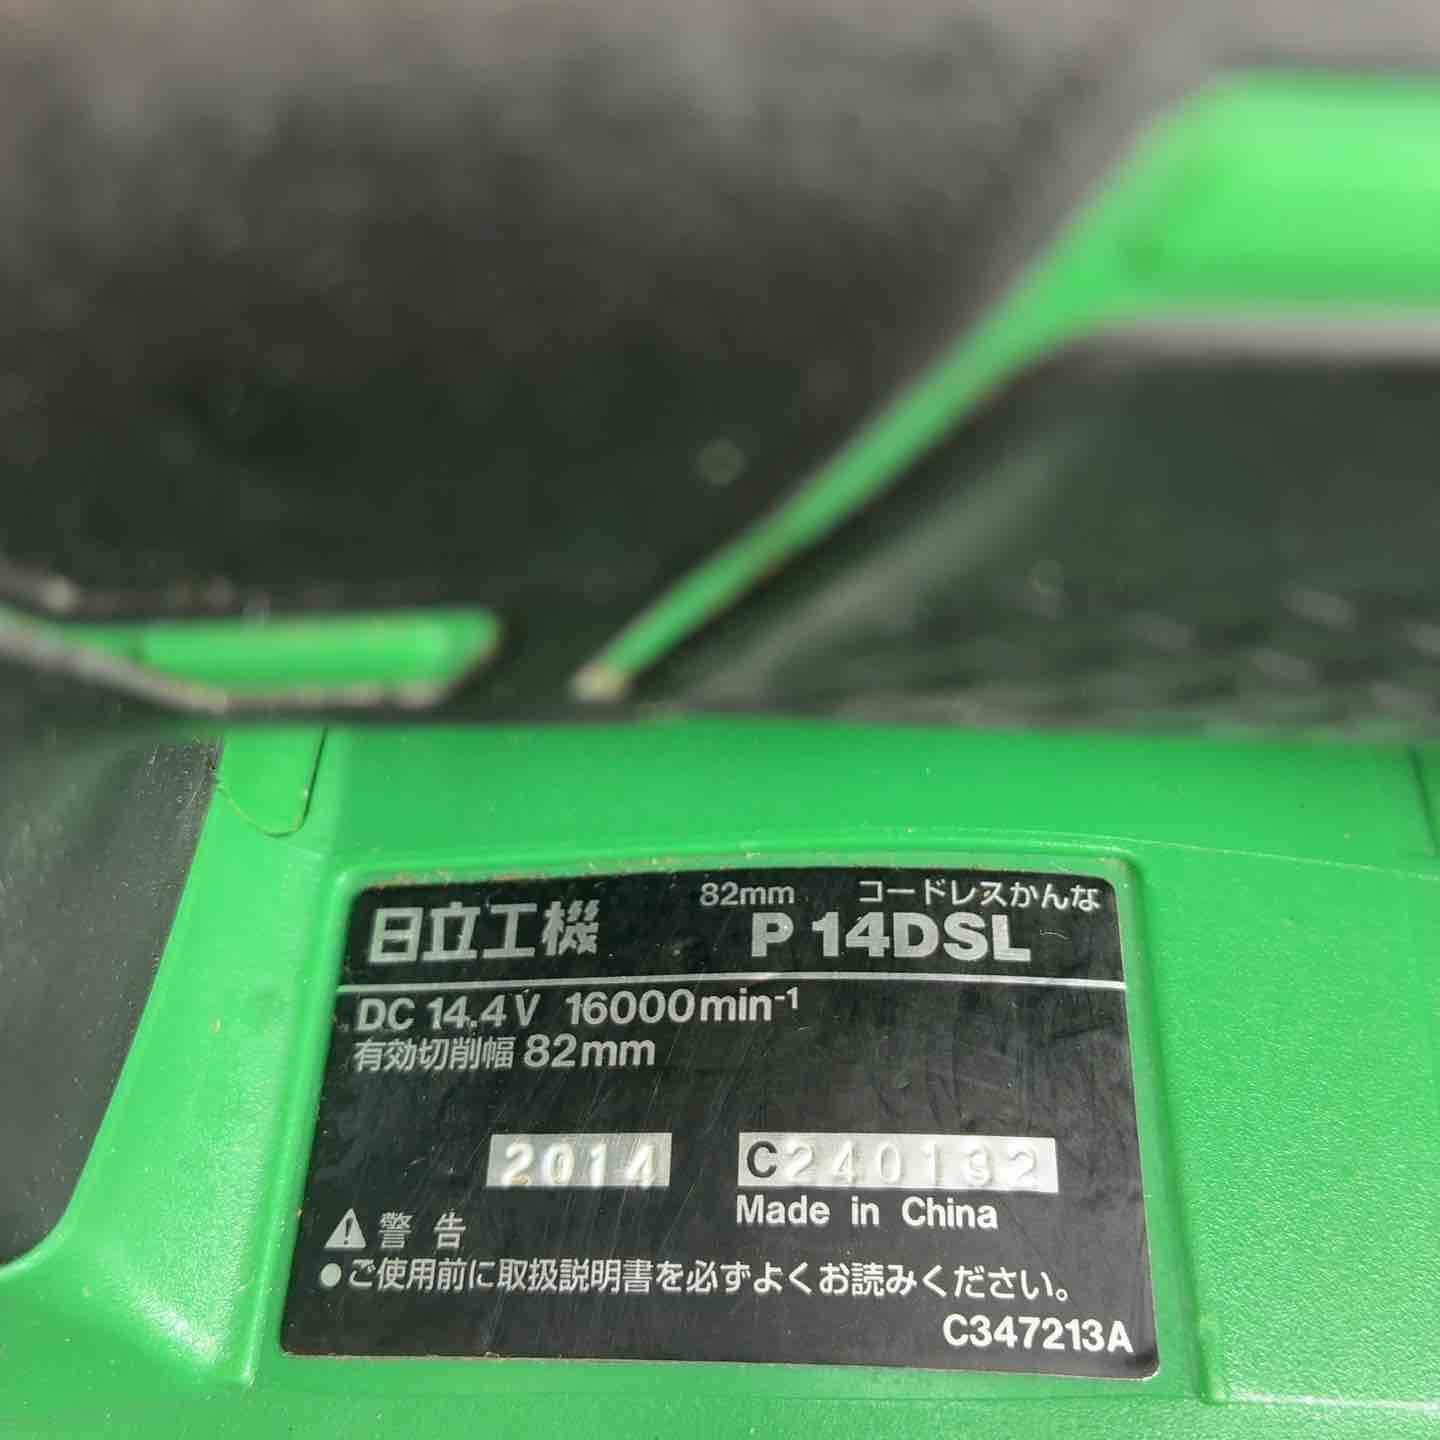 82mm コードレスかんな
日立工機 P 14DSL
DC 14.4V 16000min⁻¹
有効切削幅 82mm
2014 C240192
Made in China
⚠ 警告
●ご使用前に取扱説明書を必ずよくお読みください。
C347213A